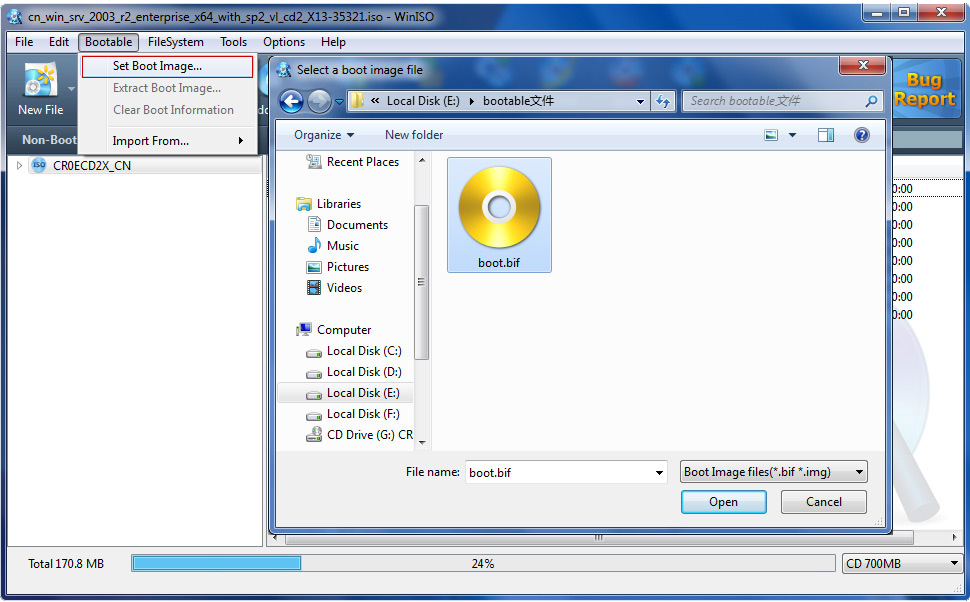 cn_win_srv_2003_r2_enterprise_x64_with_sp2_vl_cd2_X13-35321.iso - WinISO
File Edit Bootable FileSystem Tools Options Help
Set Boot Image...
Extract Boot Image...
Clear Boot Information
Import From...
New File
Bug
Report
Non-Boot
ISO CR0ECD2X_CN
Select a boot image file
« Local Disk (E:) bootable文件
Search bootable文件
Organize New folder
Recent Places
Libraries
Documents
Music
Pictures
Videos
Computer
Local Disk (C:)
Local Disk (D:)
Local Disk (E:)
Local Disk (F:)
CD Drive (G:) CR
boot.bif
0:00
0:00
0:00
0:00
0:00
0:00
0:00
0:00
File name: boot.bif Boot Image files(*.bif *.img)
Open Cancel
Total 170.8 MB 24% CD 700MB